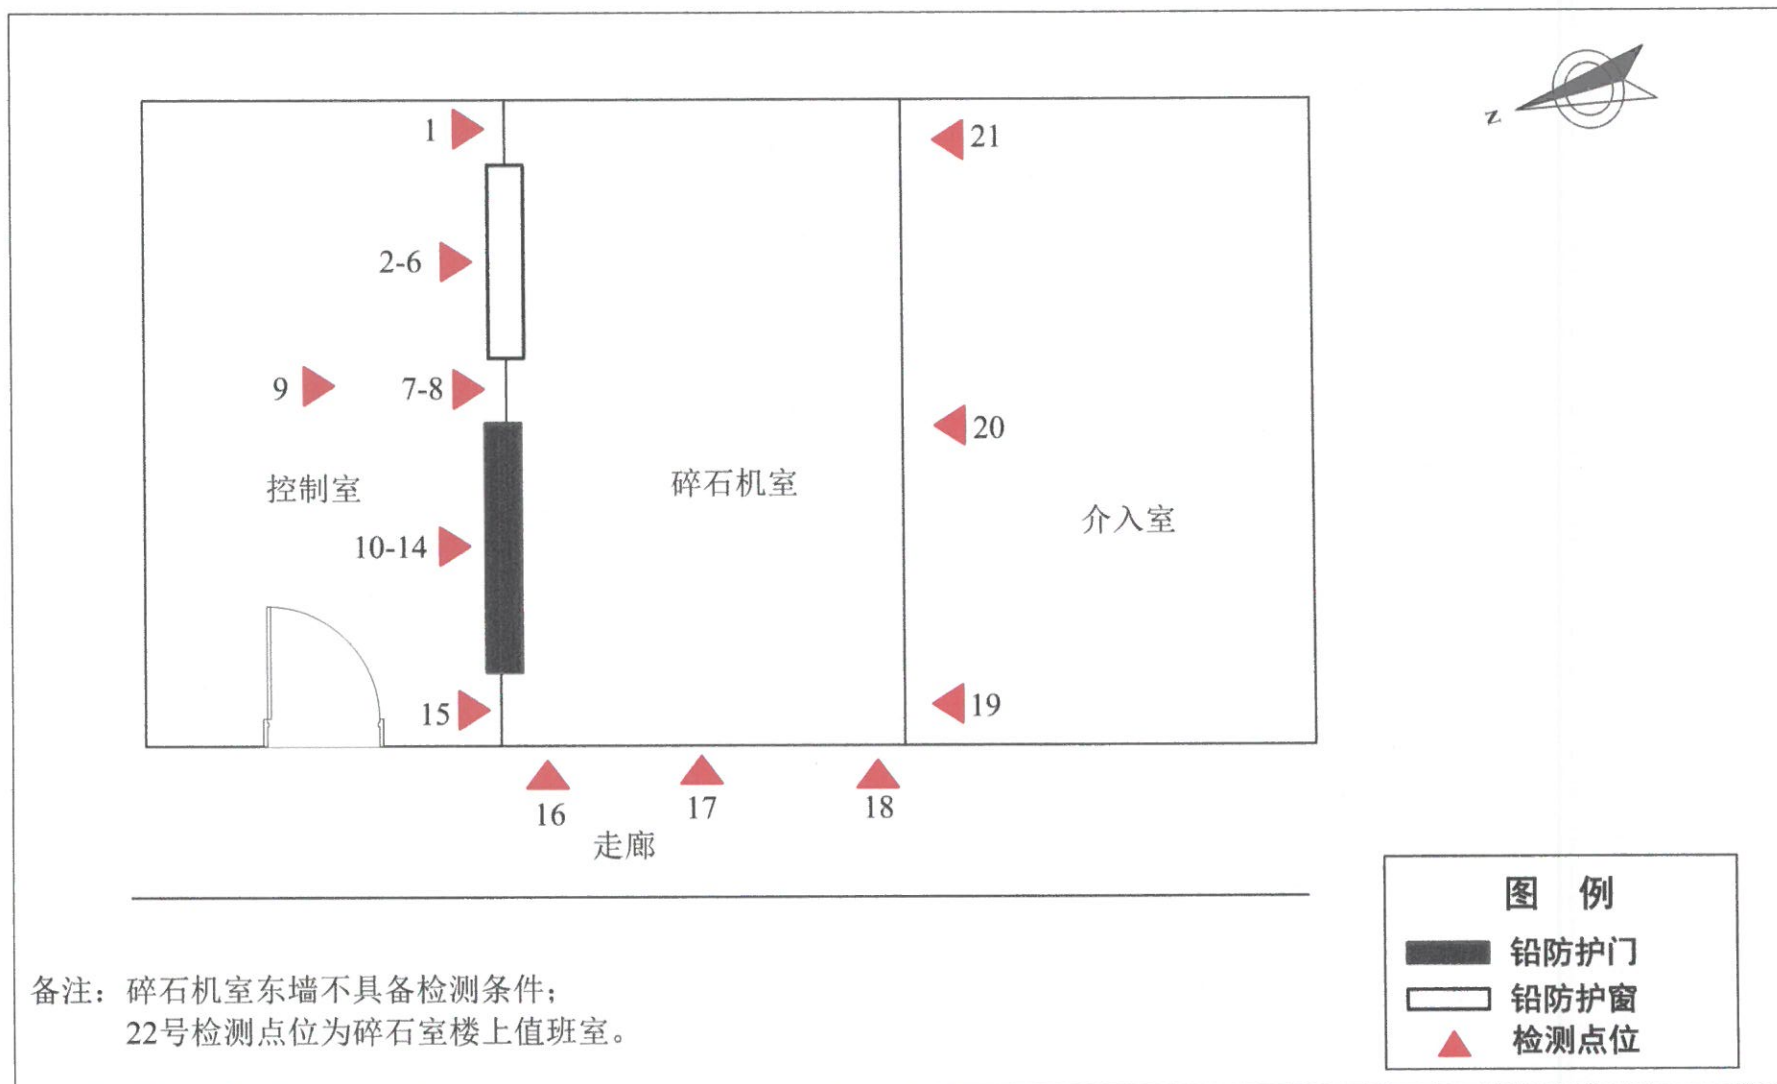 Z
1
21
2-6
9
7-8
20
控制室
碎石机室
介入室
10-14
15
19
16
17
18
走廊
图 例
铅防护门
铅防护窗
检测点位
备注：碎石机室东墙不具备检测条件；
22号检测点位为碎石室楼上值班室。